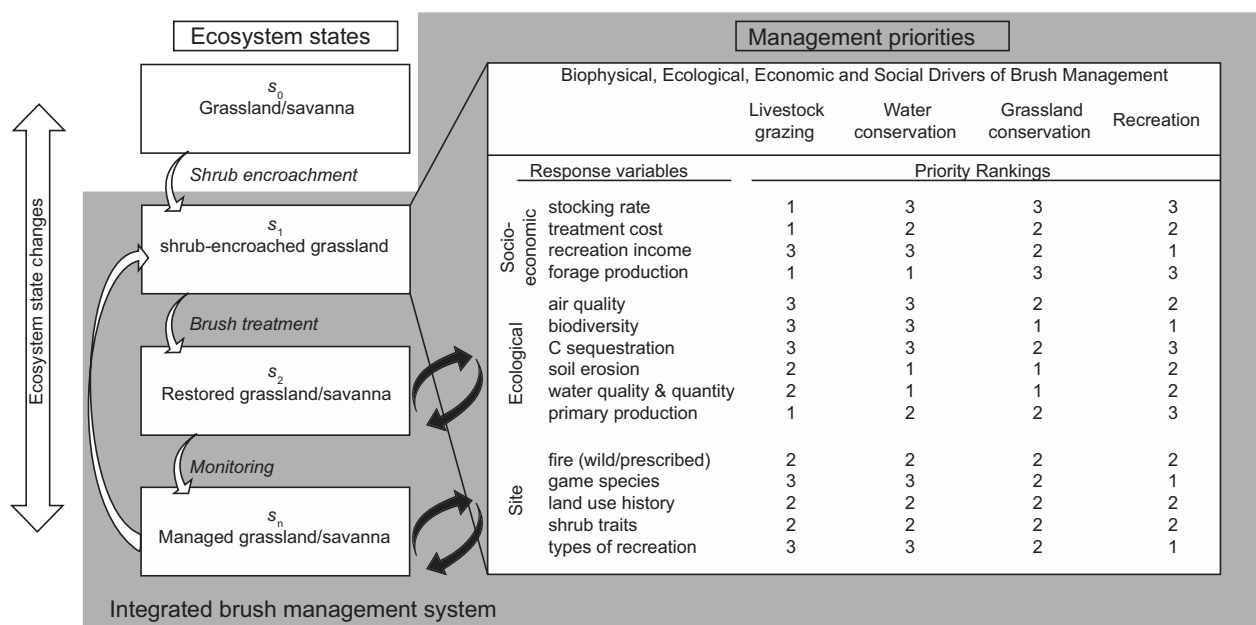 Ecosystem states
Management priorities
Ecosystem state changes
s0
Grassland/savanna
Shrub encroachment
s1
shrub-encroached grassland
Brush treatment
s2
Restored grassland/savanna
Monitoring
sn
Managed grassland/savanna
Integrated brush management system
Biophysical, Ecological, Economic and Social Drivers of Brush Management
Livestock grazing Water conservation Grassland conservation Recreation
Response variables Priority Rankings
Socio-
economic
stocking rate 1 3 3 3
treatment cost 1 2 2 2
recreation income 3 3 2 1
forage production 1 1 3 3
Ecological
air quality 3 3 2 2
biodiversity 3 3 1 1
C sequestration 3 3 2 3
soil erosion 2 1 1 2
water quality & quantity 2 1 1 2
primary production 1 2 2 3
Site
fire (wild/prescribed) 2 2 2 2
game species 3 3 2 1
land use history 2 2 2 2
shrub traits 2 2 2 2
types of recreation 3 3 2 1